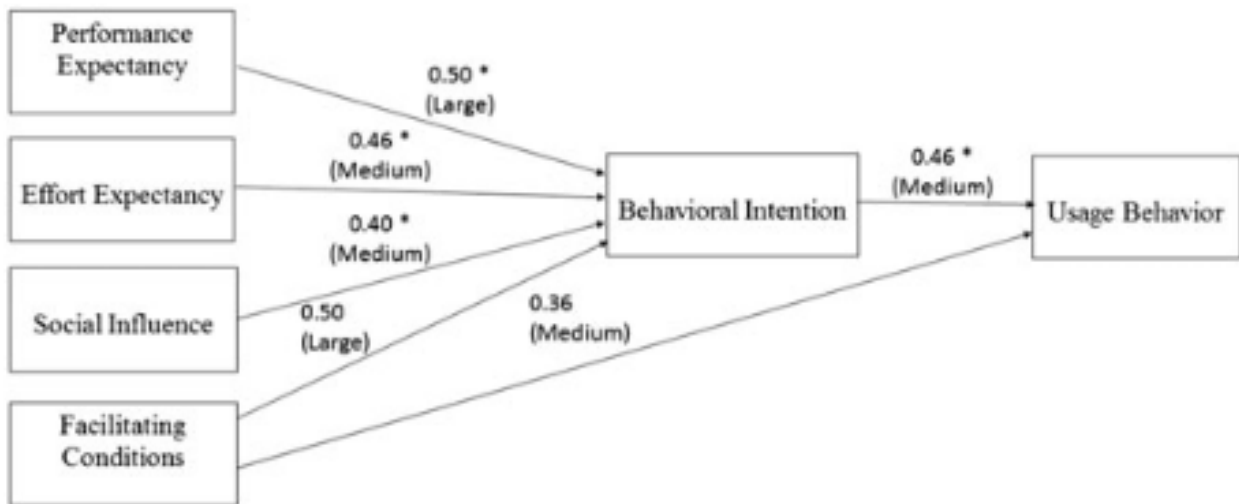 Performance
Expectancy
0.50 *
(Large)
0.46 *
(Medium)
Effort Expectancy
Behavioral Intention
0.46 *
(Medium)
Usage Behavior
0.40 *
(Medium)
Social Influence
0.50
(Large)
0.36
(Medium)
Facilitating
Conditions